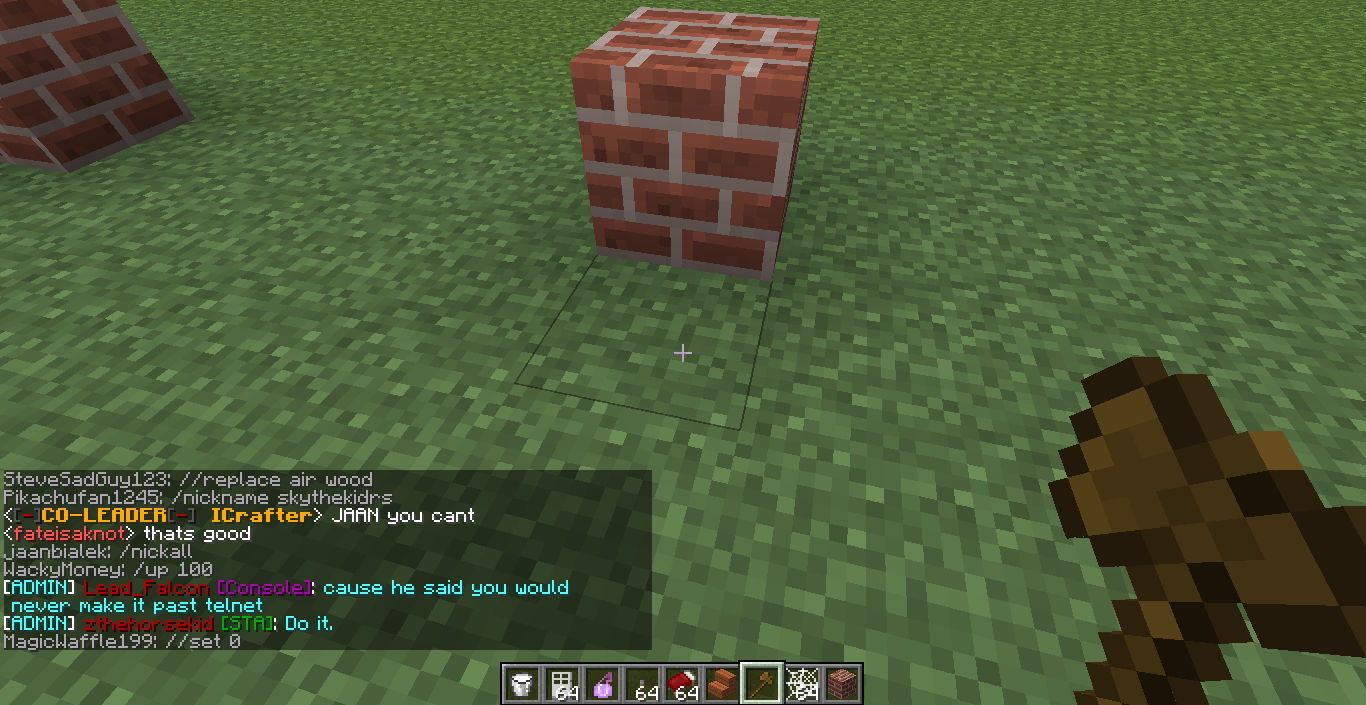 SteveSadGuy123: //replace air wood
Pikachufan1245: /nickname skythekidrs
<[-]CO-LEADER[-] ICrafter> JAAN you cant
<fateisaknot> thats good
jaanbialek: /nickall
WackyMoney: /up 100
[ADMIN] Lead_Falcon [Console]: cause he said you would
never make it past telnet
[ADMIN] zthehorsekid [STA]: Do it.
MagicWaffle199: //set 0
64 64 64 64